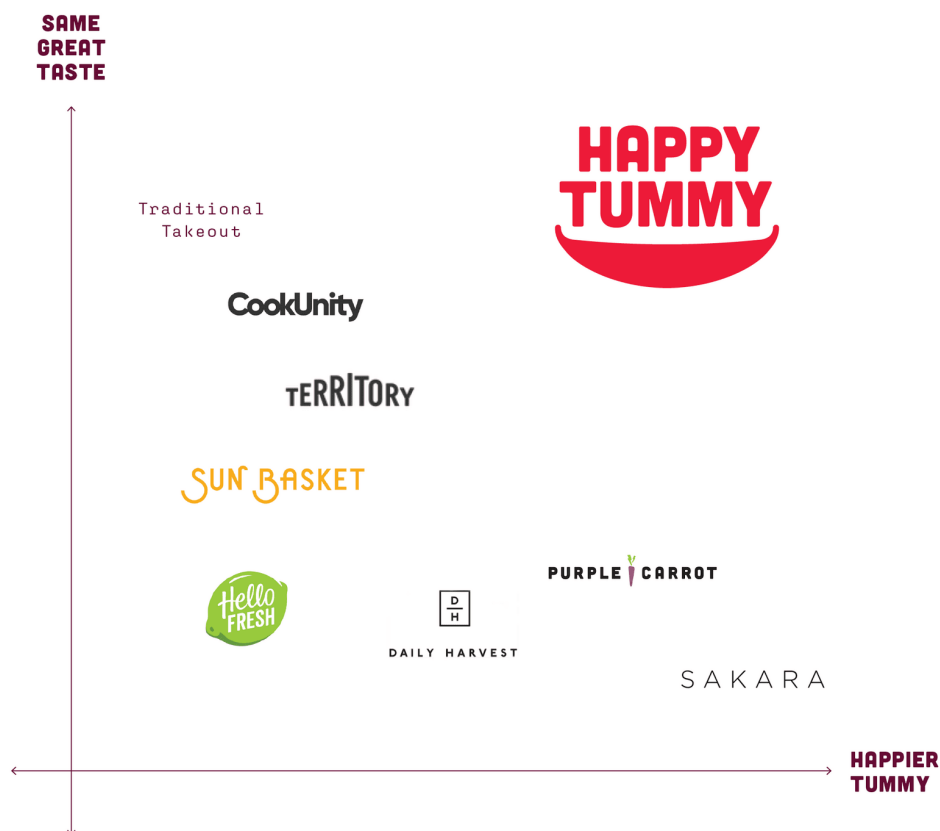 SAME
GREAT
TASTE
HAPPY
TUMMY
Traditional
Takeout
CookUnity
TERRITORY
SUN BASKET
PURPLE CARROT
Hello
FRESH
D
H
DAILY HARVEST
SAKARA
HAPPIER
TUMMY